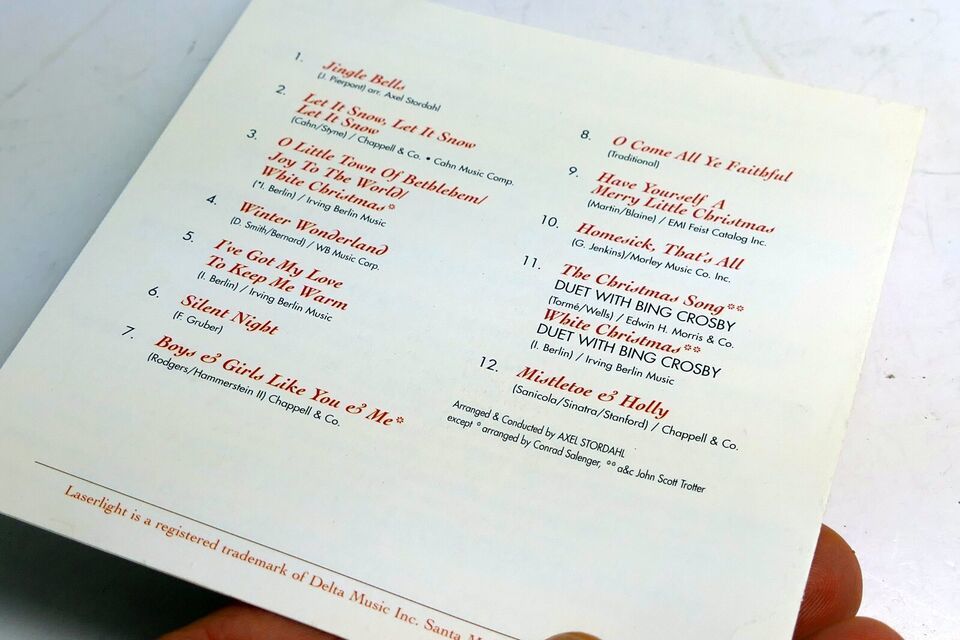 1. Jingle Bells
(J. Pierpont) arr. Axel Stordahl
2. Let It Snow, Let It Snow
Let It Snow
(Cahn/Styne) / Chappell & Co. • Cahn Music Comp.
3. O Little Town Of Bethlehem/
Joy To The World/
White Christmas*
(*I. Berlin) / Irving Berlin Music
4. Winter Wonderland
(D. Smith/Bernard) / WB Music Corp.
5. I've Got My Love
To Keep Me Warm
(I. Berlin) / Irving Berlin Music
6. Silent Night
(F. Gruber)
7. Boys & Girls Like You & Me*
(Rodgers/Hammerstein II) Chappell & Co.
8. O Come All Ye Faithful
(Traditional)
9. Have Yourself A
Merry Little Christmas
(Martin/Blaine) / EMI Feist Catalog Inc.
10. Homesick, That's All
(G. Jenkins)/Morley Music Co. Inc.
11. The Christmas Song**
DUET WITH BING CROSBY
(Tormé/Wells) / Edwin H. Morris & Co.
White Christmas**
DUET WITH BING CROSBY
(I. Berlin) / Irving Berlin Music
12. Mistletoe & Holly
(Sanicola/Sinatra/Stanford) / Chappell & Co.
Arranged & Conducted by AXEL STORDAHL
except * arranged by Conrad Salenger, ** a&c John Scott Trotter
Laserlight is a registered trademark of Delta Music Inc. Santa M